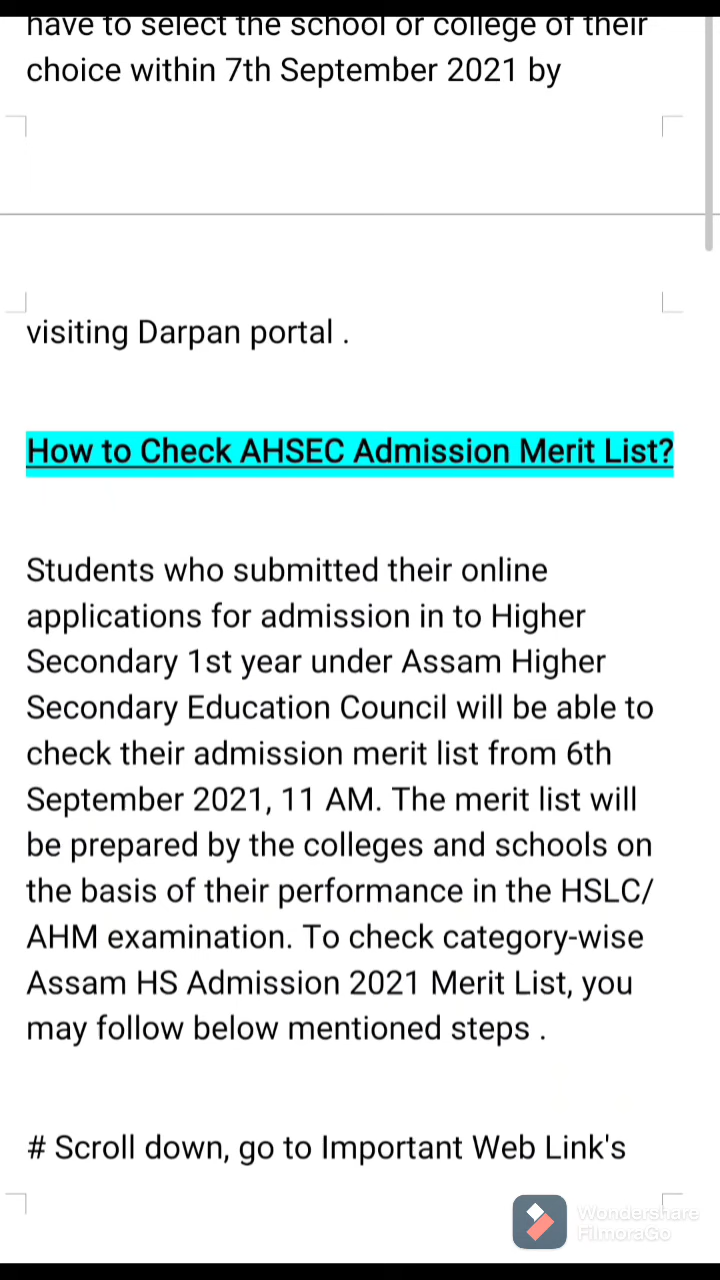 have to select the school or college of their
choice within 7th September 2021 by
visiting Darpan portal .
How to Check AHSEC Admission Merit List?
Students who submitted their online
applications for admission in to Higher
Secondary 1st year under Assam Higher
Secondary Education Council will be able to
check their admission merit list from 6th
September 2021, 11 AM. The merit list will
be prepared by the colleges and schools on
the basis of their performance in the HSLC/
AHM examination. To check category-wise
Assam HS Admission 2021 Merit List, you
may follow below mentioned steps .
# Scroll down, go to Important Web Link's
Wondershare
FilmoraGo